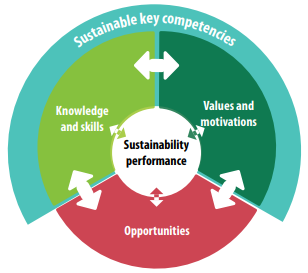 Sustainable key competencies
Knowledge
and skills
Values and
motivations
Sustainability
performance
Opportunities